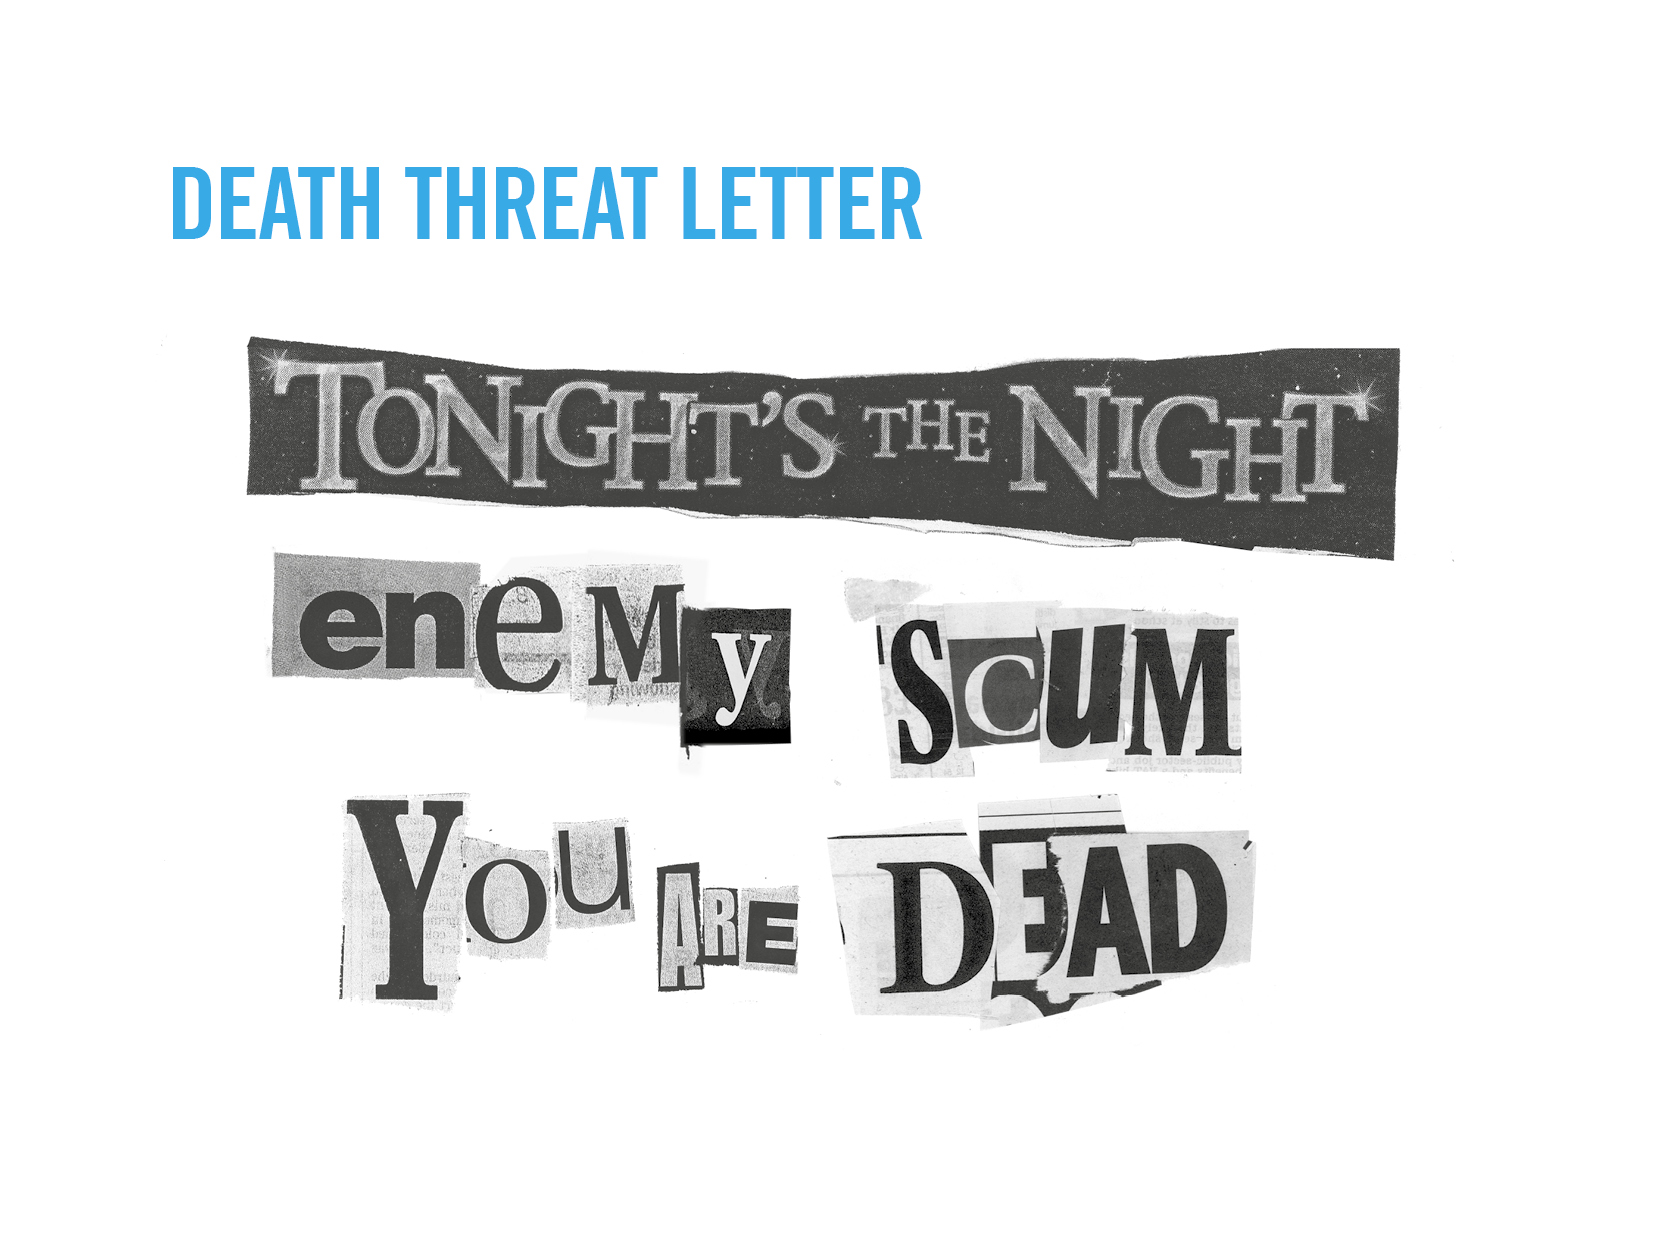 DEATH THREAT LETTER
TONIGHT'S THE NIGHT
eneMy SCUM
YOU ARE DEAD